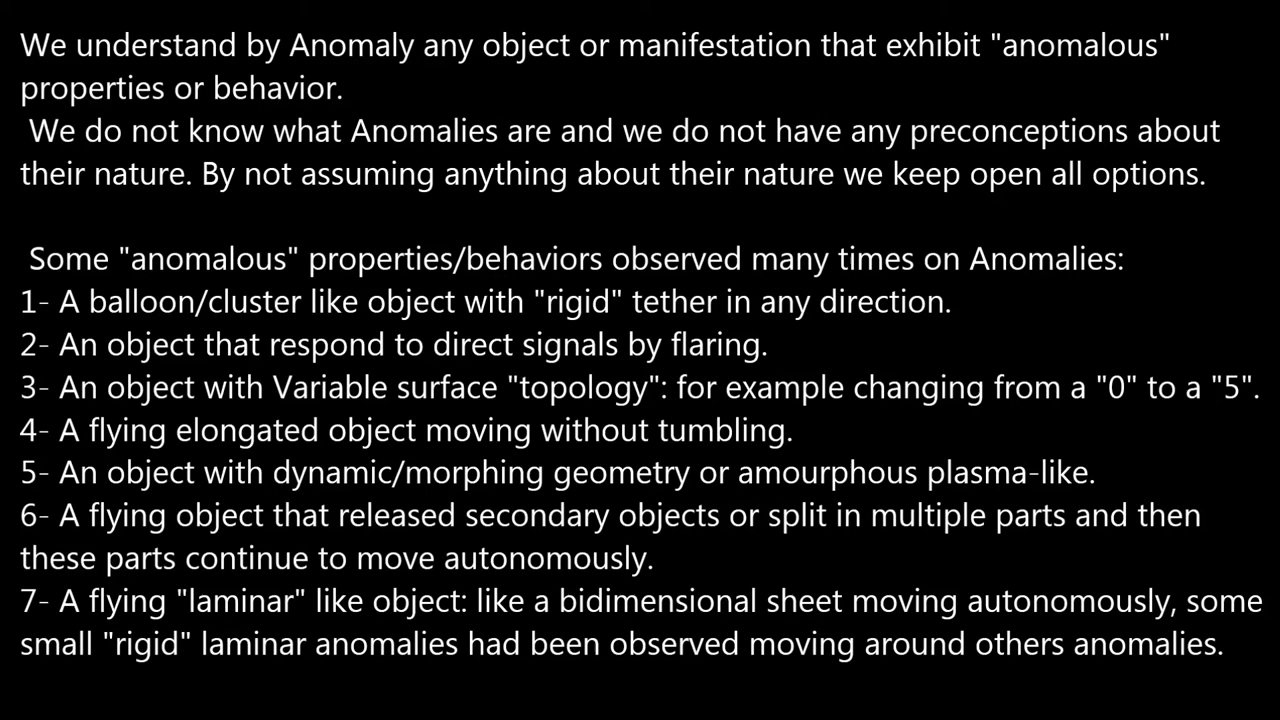 We understand by Anomaly any object or manifestation that exhibit "anomalous"
properties or behavior.
We do not know what Anomalies are and we do not have any preconceptions about
their nature. By not assuming anything about their nature we keep open all options.
Some "anomalous" properties/behaviors observed many times on Anomalies:
1- A balloon/cluster like object with "rigid" tether in any direction.
2- An object that respond to direct signals by flaring.
3- An object with Variable surface "topology": for example changing from a "0" to a "5".
4- A flying elongated object moving without tumbling.
5- An object with dynamic/morphing geometry or amourphous plasma-like.
6- A flying object that released secondary objects or split in multiple parts and then
these parts continue to move autonomously.
7- A flying "laminar" like object: like a bidimensional sheet moving autonomously, some
small "rigid" laminar anomalies had been observed moving around others anomalies.